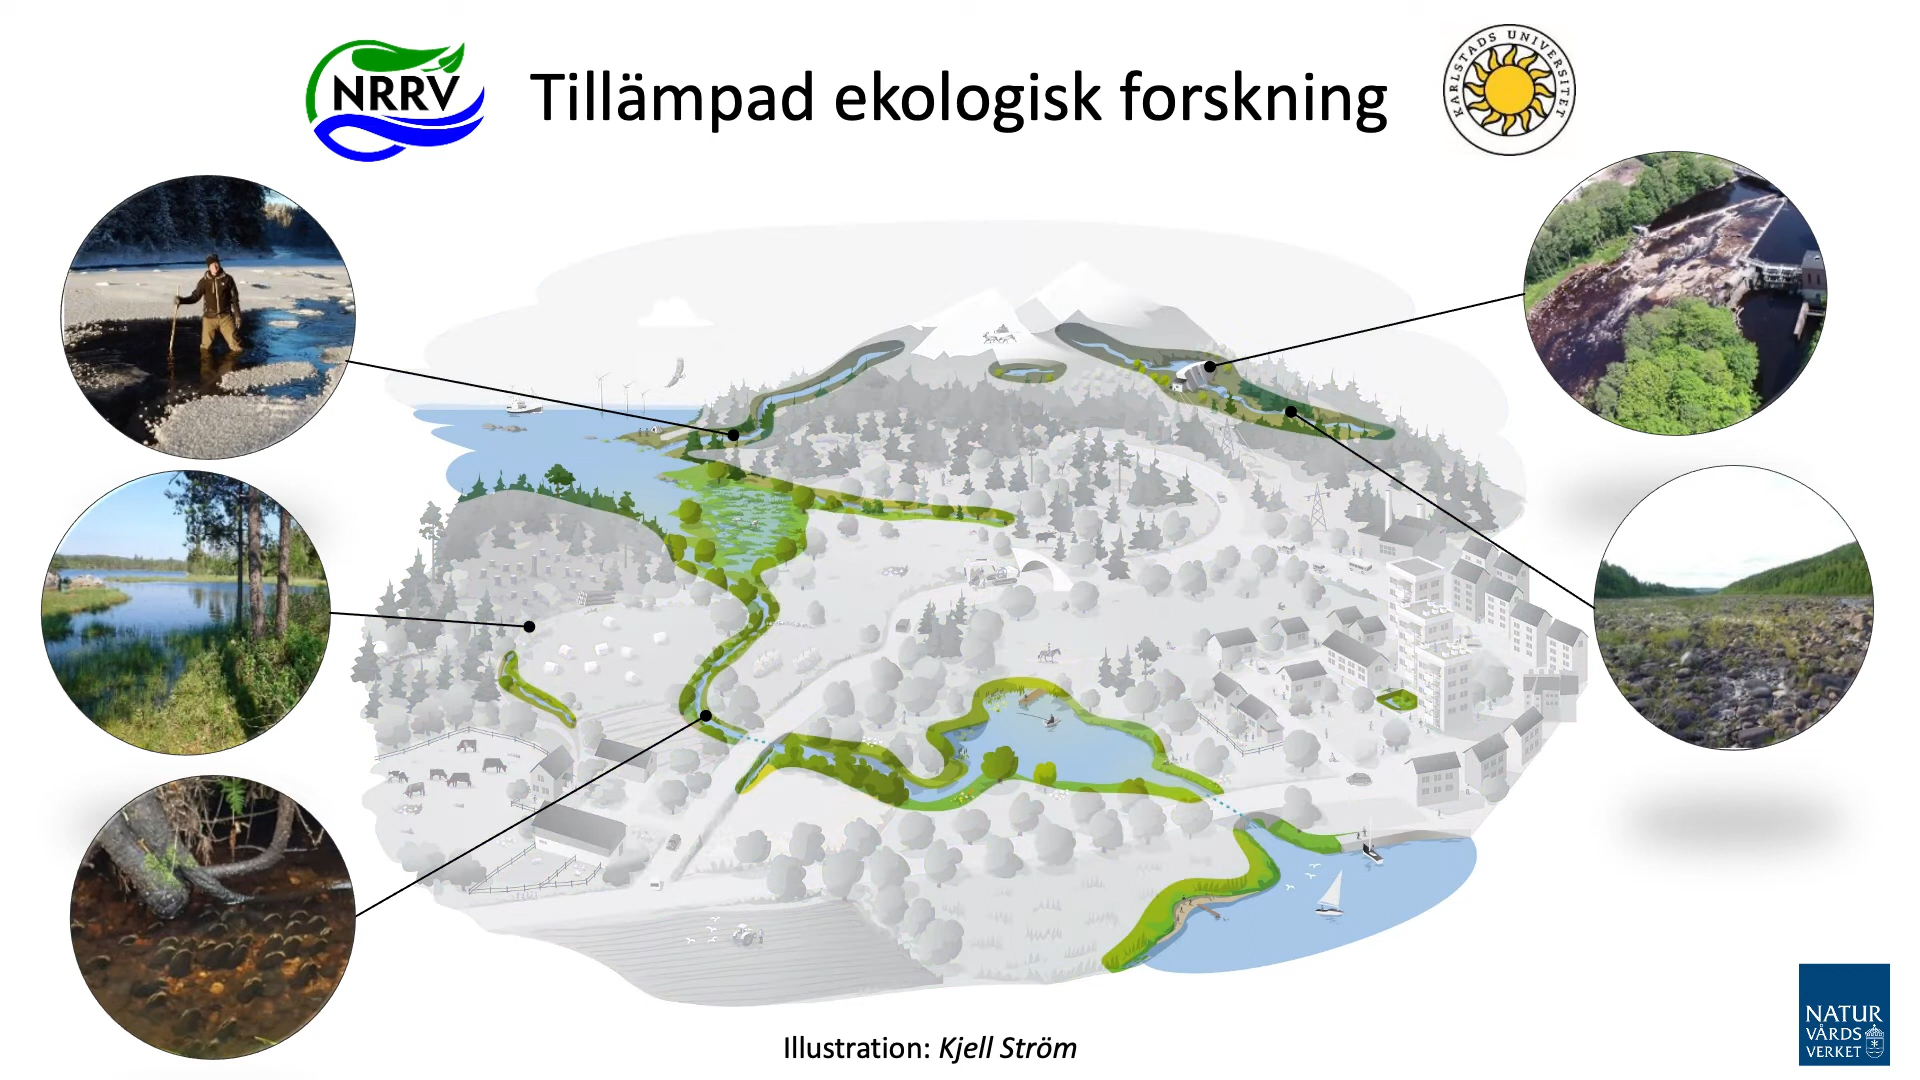 NRRV
Tillämpad ekologisk forskning
KARLSTADS UNIVERSITET
Illustration: Kjell Ström
NATUR
VÅRDS
VERKET